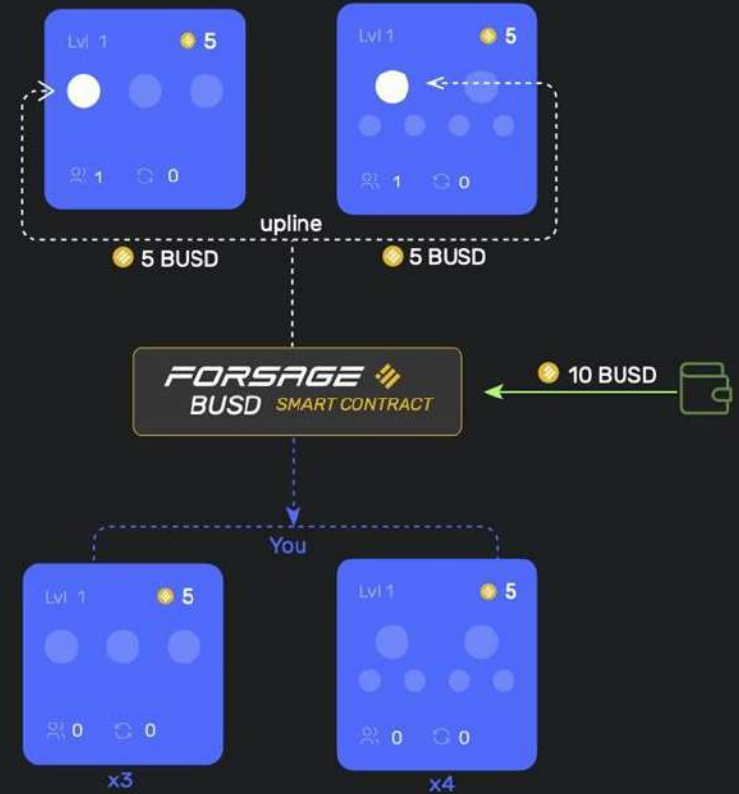 Lvl 1 5
1 0
Lvl 1 5
1 0
upline
5 BUSD
5 BUSD
FORSAGE
BUSD SMART CONTRACT
10 BUSD
You
Lvl 1 5
0 0
x3
Lvl 1 5
0 0
x4